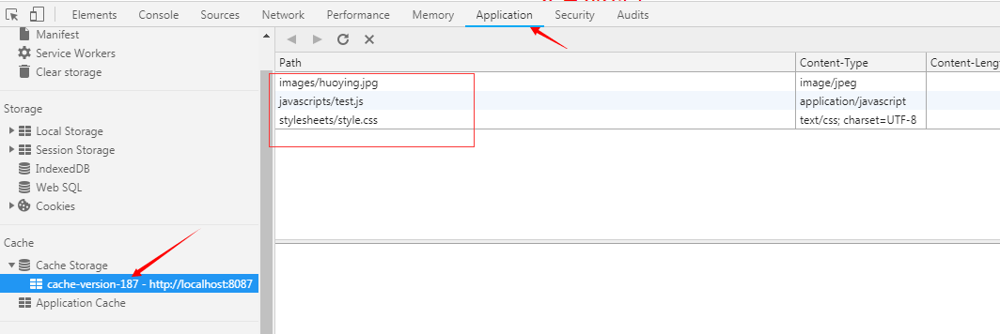 Elements Console Sources Network Performance Memory Application Security Audits
Manifest
Service Workers
Clear storage
Storage
Local Storage
Session Storage
IndexedDB
Web SQL
Cookies
Cache
Cache Storage
cache-version-187 - http://localhost:8087
Application Cache
Path Content-Type Content-Leng
images/huoying.jpg image/jpeg
javascripts/test.js application/javascript
stylesheets/style.css text/css; charset=UTF-8